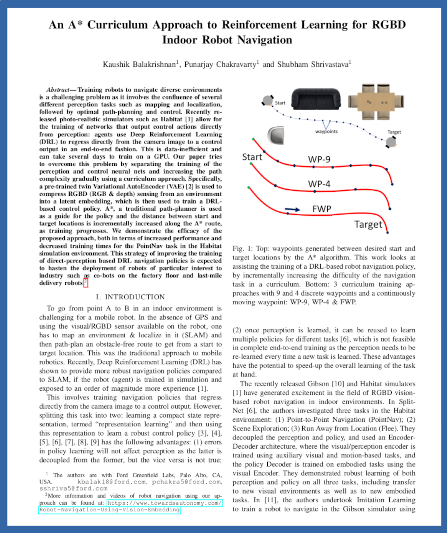 An A* Curriculum Approach to Reinforcement Learning for RGBD
Indoor Robot Navigation
Kaushik Balakrishnan1, Punarjay Chakravarty1 and Shubham Shrivastava1
Abstract— Training robots to navigate diverse environments
is a challenging problem as it involves the confluence of several
different perception tasks such as mapping and localization,
followed by optimal path-planning and control. Recently re-
leased photo-realistic simulators such as Habitat [1] allow for
the training of networks that output control actions directly
from perception: agents use Deep Reinforcement Learning
(DRL) to regress directly from the camera image to a control
output in an end-to-end fashion. This is data-inefficient and
can take several days to train on a GPU. Our paper tries
to overcome this problem by separating the training of the
perception and control neural nets and increasing the path
complexity gradually using a curriculum approach. Specifically,
a pre-trained twin Variational AutoEncoder (VAE) [2] is used to
compress RGBD (RGB & depth) sensing from an environment
into a latent embedding, which is then used to train a DRL-
based control policy. A*, a traditional path-planner is used
as a guide for the policy and the distance between start and
target locations is incrementally increased along the A* route,
as training progresses. We demonstrate the efficacy of the
proposed approach, both in terms of increased performance and
decreased training times for the PointNav task in the Habitat
simulation environment. This strategy of improving the training
of direct-perception based DRL navigation policies is expected
to hasten the deployment of robots of particular interest to
industry such as co-bots on the factory floor and last-mile
delivery robots.2
I. INTRODUCTION
To go from point A to B in an indoor environment is
challenging for a mobile robot. In the absence of GPS and
using the visual/RGBD sensor available on the robot, one
has to map an environment & localize in it (SLAM) and
then path-plan an obstacle-free route to get from a start to
target location. This was the traditional approach to mobile
robotics. Recently, Deep Reinforcement Learning (DRL) has
shown to provide more robust navigation policies compared
to SLAM, if the robot (agent) is trained in simulation and
exposed to an order of magnitude more experience [1].
This involves training navigation policies that regress
directly from the camera image to a control output. However,
splitting this task into two: learning a compact state repre-
sentation, termed “representation learning” and then using
this representation to learn a robust control policy [3], [4],
[5], [6], [7], [8], [9] has the following advantages: (1) errors
in policy learning will not affect perception as the latter is
decoupled from the former, but the vice versa is not true:
1 The authors are with Ford Greenfield Labs, Palo Alto, CA,
USA. kbalak18@ford.com, pchakra5@ford.com,
sshriva5@ford.com
2More information and videos of robot navigation using our ap-
proach can be found at: https://www.towardsautonomy.com/
Robot-Navigation-Using-Vision-Embedding
Start
waypoints
Target
Start
WP-9
WP-4
FWP
Target
Fig. 1: Top: waypoints generated between desired start and
target locations by the A* algorithm. This work looks at
assisting the training of a DRL-based robot navigation policy,
by incrementally increasing the difficulty of the navigation
task in a curriculum. Bottom: 3 curriculum training ap-
proaches with 9 and 4 discrete waypoints and a continuously
moving waypoint: WP-9, WP-4 & FWP.
(2) once perception is learned, it can be reused to learn
multiple policies for different tasks [6], which is not feasible
in complete end-to-end training as the perception needs to be
re-learned every time a new task is learned. These advantages
have the potential to speed-up the overall learning of the task
at hand.
The recently released Gibson [10] and Habitat simulators
[1] have generated excitement in the field of RGBD vision-
based robot navigation in indoor environments. In Split-
Net [6], the authors investigated three tasks in the Habitat
environment: (1) Point-to-Point Navigation (PointNav); (2)
Scene Exploration; (3) Run Away from Location (Flee). They
decoupled the perception and policy, and used an Encoder-
Decoder architecture, where the visual/perception encoder is
trained using auxiliary visual and motion-based tasks, and
the policy Decoder is trained on embodied tasks using the
visual Encoder. They demonstrated robust learning of both
perception and policy on all three tasks, including transfer
to new visual environments as well as to new embodied
tasks. In [11], the authors undertook Imitation Learning
to train a robot to navigate in the Gibson simulator using